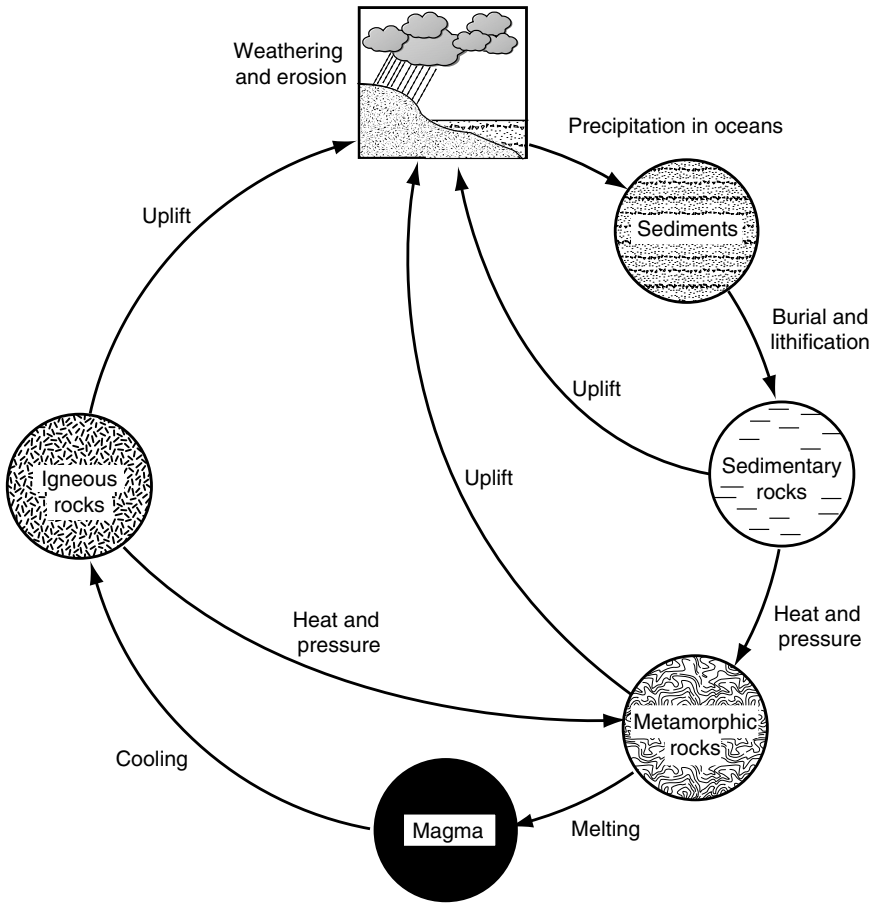 Weathering
and erosion
Precipitation in oceans
Sediments
Uplift
Burial and
lithification
Uplift
Sedimentary
rocks
Igneous
rocks
Uplift
Heat and
pressure
Heat and
pressure
Metamorphic
rocks
Cooling
Magma
Melting